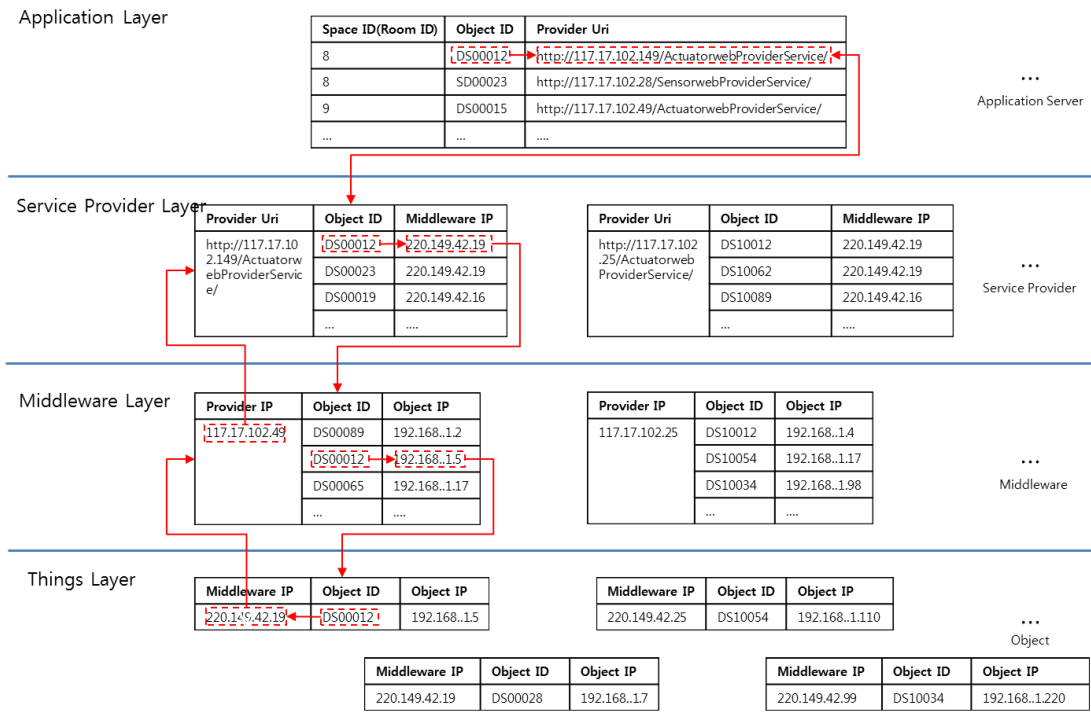 Application Layer
Space ID(Room ID) Object ID Provider Uri
8 DS00012 http://117.17.102.149/ActuatorwebProviderService/
8 SD00023 http://117.17.102.28/SensorwebProviderService/
9 DS00015 http://117.17.102.49/ActuatorwebProviderService/
... ... ....
...
Application Server
Service Provider Layer
Provider Uri Object ID Middleware IP
http://117.17.10
2.149/Actuatorw
ebProviderServic
e/
DS00012 220.149.42.19
DS00023 220.149.42.19
DS00019 220.149.42.16
... ....
Provider Uri Object ID Middleware IP
http://117.17.102
.25/Actuatorweb
ProviderService/
DS10012 220.149.42.19
DS10062 220.149.42.19
DS10089 220.149.42.16
... ....
...
Service Provider
Middleware Layer
Provider IP Object ID Object IP
117.17.102.49 DS00089 192.168..1.2
DS00012 192.168..1.5
DS00065 192.168..1.17
... ....
Provider IP Object ID Object IP
117.17.102.25 DS10012 192.168..1.4
DS10054 192.168..1.17
DS10034 192.168..1.98
... ....
...
Middleware
Things Layer
Middleware IP Object ID Object IP
220.149.42.19 DS00012 192.168..1.5
Middleware IP Object ID Object IP
220.149.42.25 DS10054 192.168..1.110
...
Object
Middleware IP Object ID Object IP
220.149.42.19 DS00028 192.168..1.7
Middleware IP Object ID Object IP
220.149.42.99 DS10034 192.168..1.220